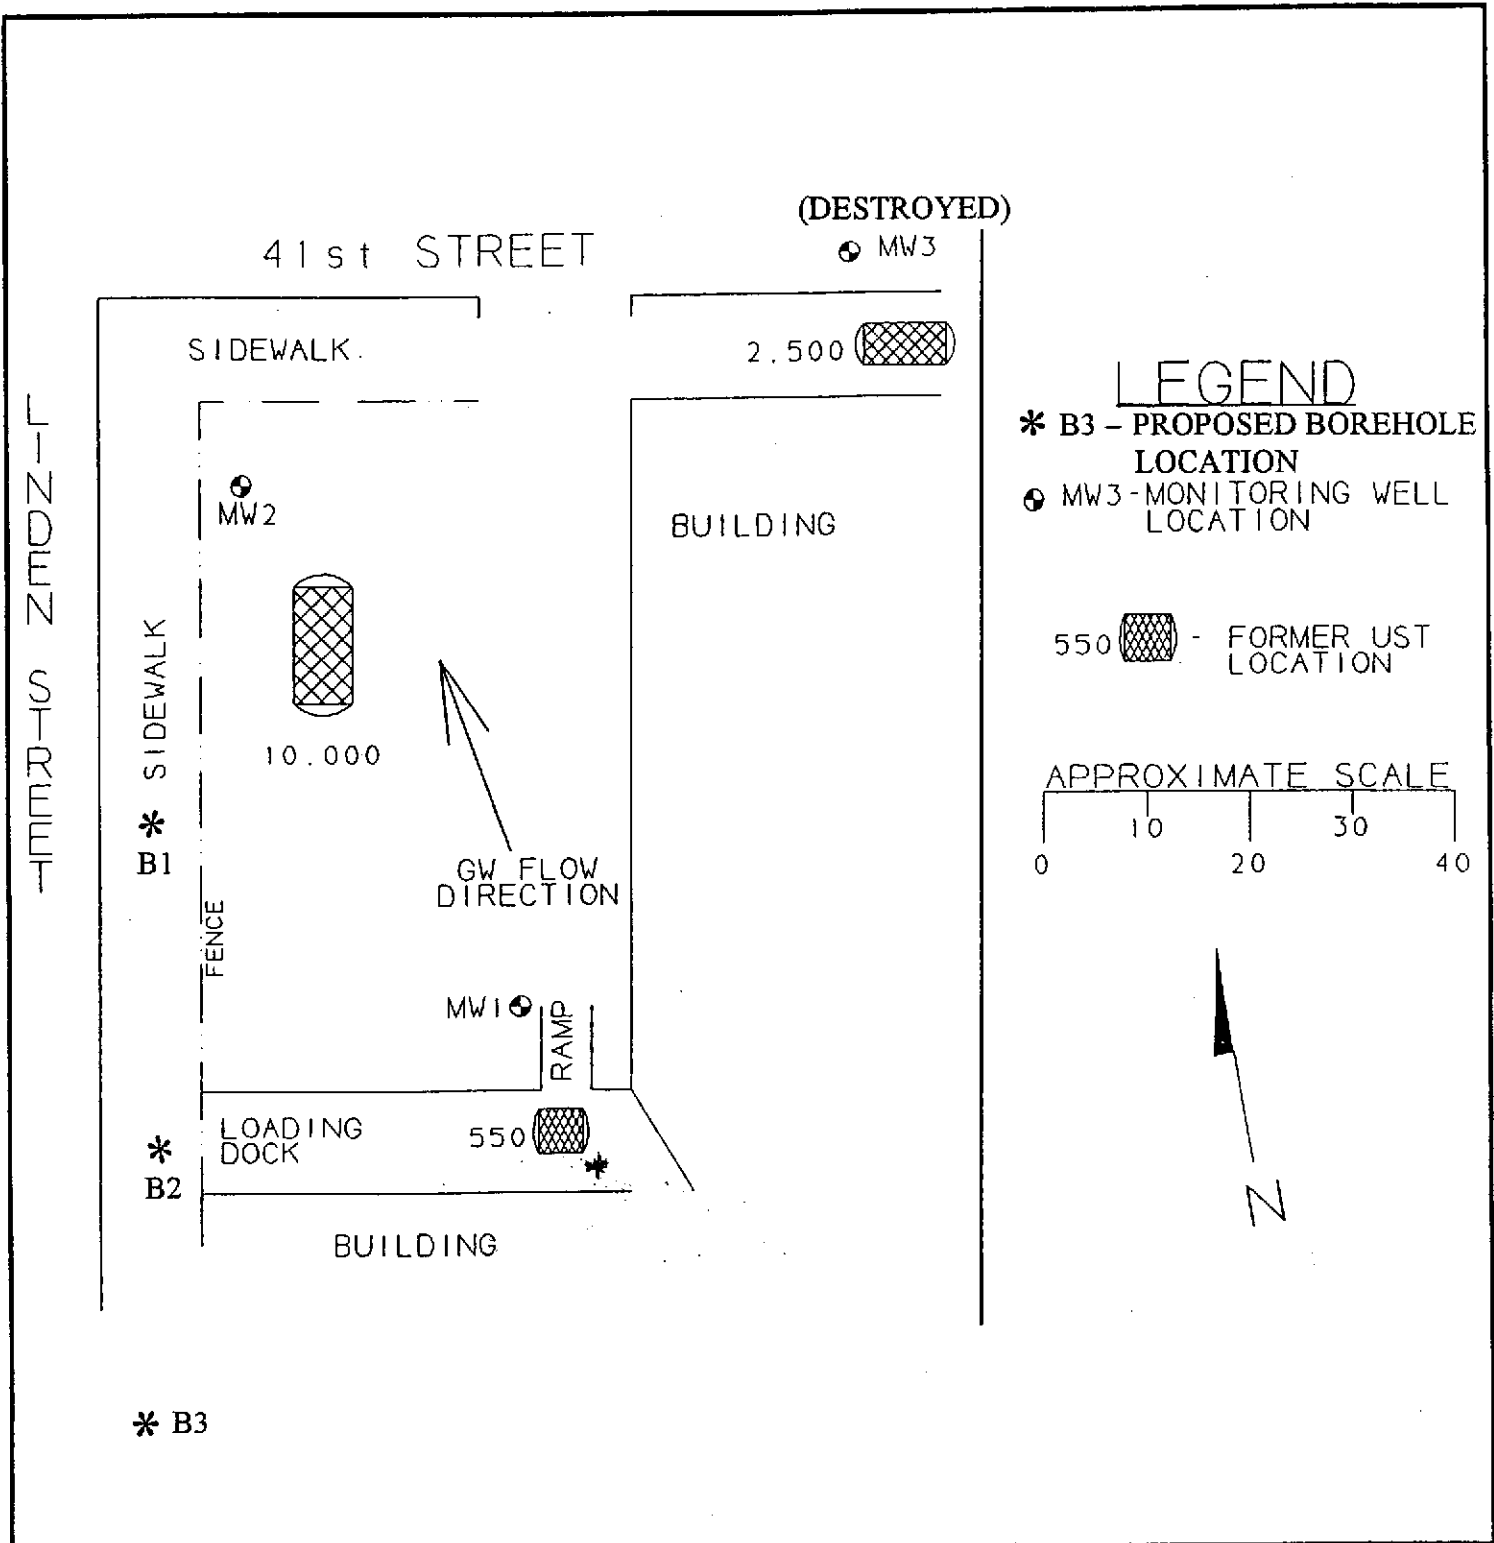 (DESTROYED)
MW3
41st STREET
SIDEWALK
2.500
LINDEN STREET
MW2
BUILDING
SIDEWALK
10.000
B1
GW FLOW
DIRECTION
FENCE
MW1
RAMP
LOADING
DOCK
550
B2
BUILDING
B3
LEGEND
* B3 – PROPOSED BOREHOLE
LOCATION
MW3-MONITORING WELL
LOCATION
550 - FORMER UST
LOCATION
APPROXIMATE SCALE
10 30
0 20 40
N